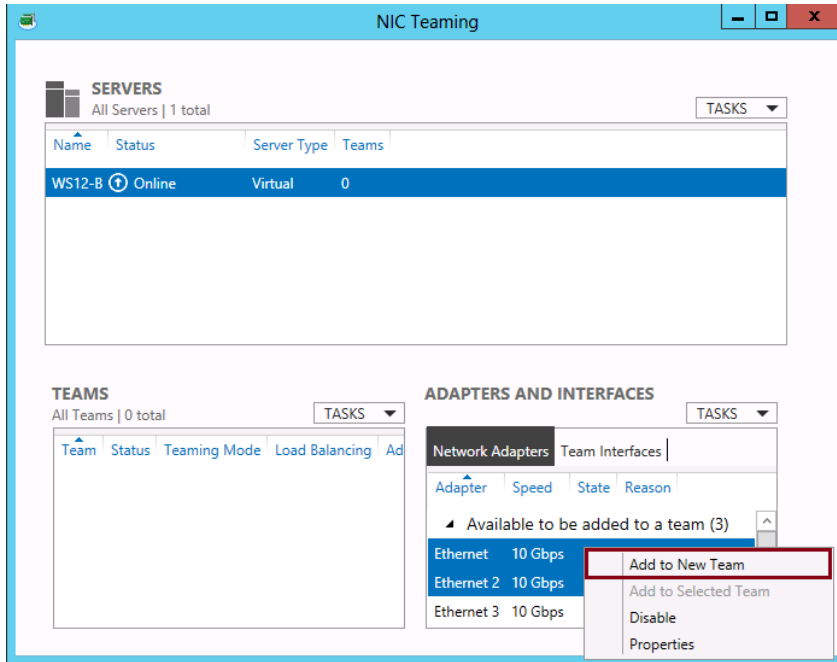 NIC Teaming
SERVERS
All Servers | 1 total
TASKS
Name Status Server Type Teams
WS12-B Online Virtual 0
TEAMS
All Teams | 0 total
TASKS
Team Status Teaming Mode Load Balancing Ad
ADAPTERS AND INTERFACES
TASKS
Network Adapters Team Interfaces
Adapter Speed State Reason
Available to be added to a team (3)
Ethernet 10 Gbps
Ethernet 2 10 Gbps
Ethernet 3 10 Gbps
Add to New Team
Add to Selected Team
Disable
Properties